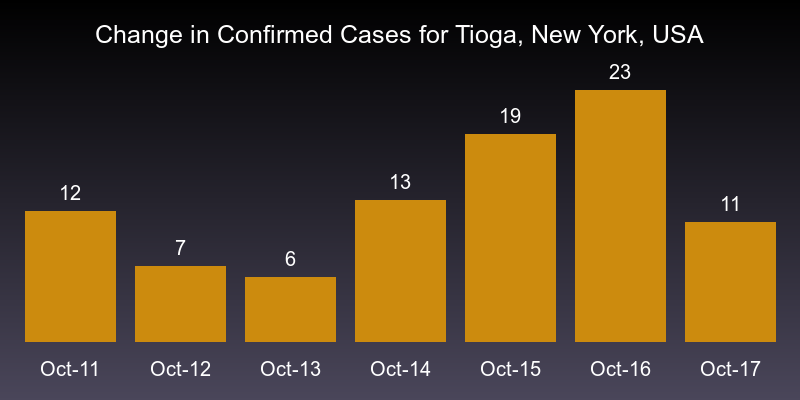 Change in Confirmed Cases for Tioga, New York, USA
12
7
6
13
19
23
11
Oct-11
Oct-12
Oct-13
Oct-14
Oct-15
Oct-16
Oct-17